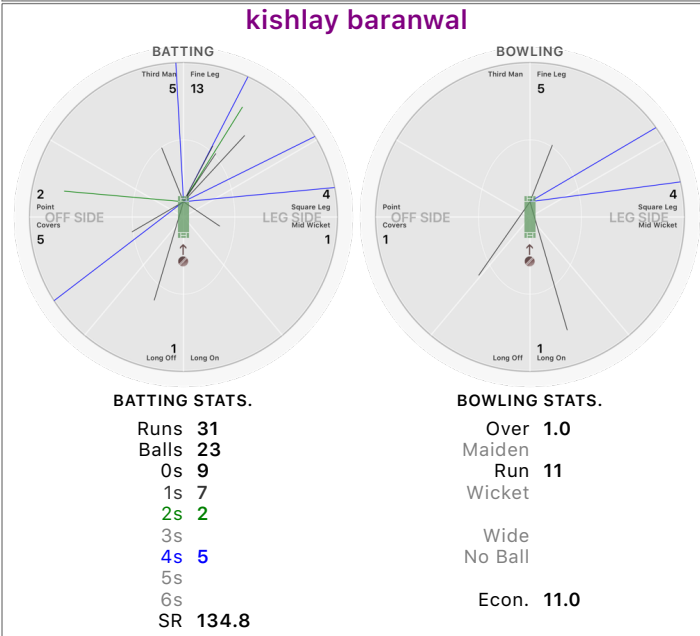 kishlay baranwal
BATTING
Third Man Fine Leg
5 13
2 4
Point Square Leg
OFF SIDE LEG SIDE
Covers Mid Wicket
5 1
1
Long Off Long On
BOWLING
Third Man Fine Leg
5
4
Point Square Leg
OFF SIDE LEG SIDE
Covers Mid Wicket
1
1
Long Off Long On
BATTING STATS.
Runs 31
Balls 23
0s 9
1s 7
2s 2
3s
4s 5
5s
6s
SR 134.8
BOWLING STATS.
Over 1.0
Maiden
Run 11
Wicket
Wide
No Ball
Econ. 11.0